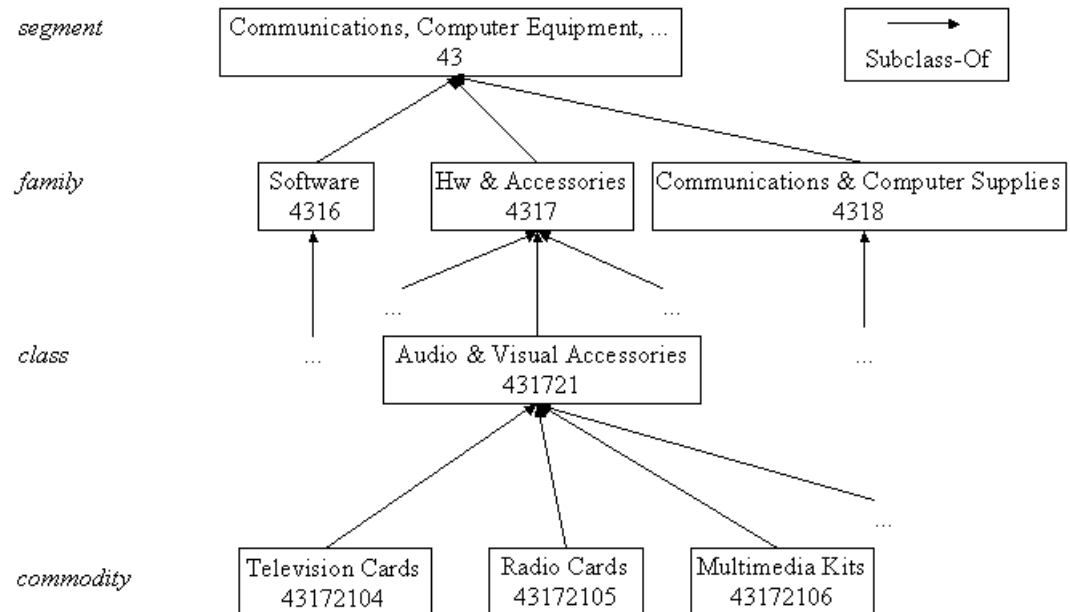 segment
Communications, Computer Equipment, ...
43
Subclass-Of
family
Software
4316
Hw & Accessories
4317
Communications & Computer Supplies
4318
...
...
class
...
Audio & Visual Accessories
431721
...
...
commodity
Television Cards
43172104
Radio Cards
43172105
Multimedia Kits
43172106